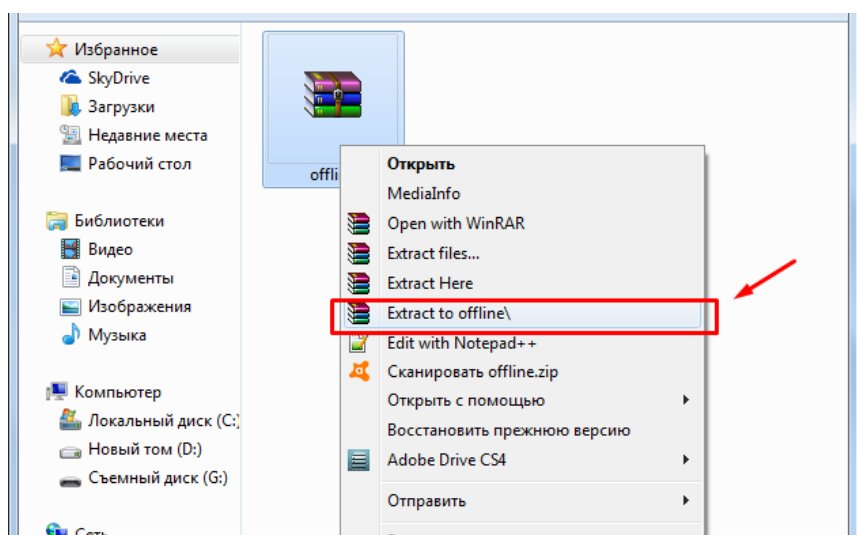 Избранное
SkyDrive
Загрузки
Недавние места
Рабочий стол
Библиотеки
Видео
Документы
Изображения
Музыка
Компьютер
Локальный диск (C:)
Новый том (D:)
Съемный диск (G:)
Сеть
offli
Открыть
MediaInfo
Open with WinRAR
Extract files...
Extract Here
Extract to offline\
Edit with Notepad++
Сканировать offline.zip
Открыть с помощью
Восстановить прежнюю версию
Adobe Drive CS4
Отправить